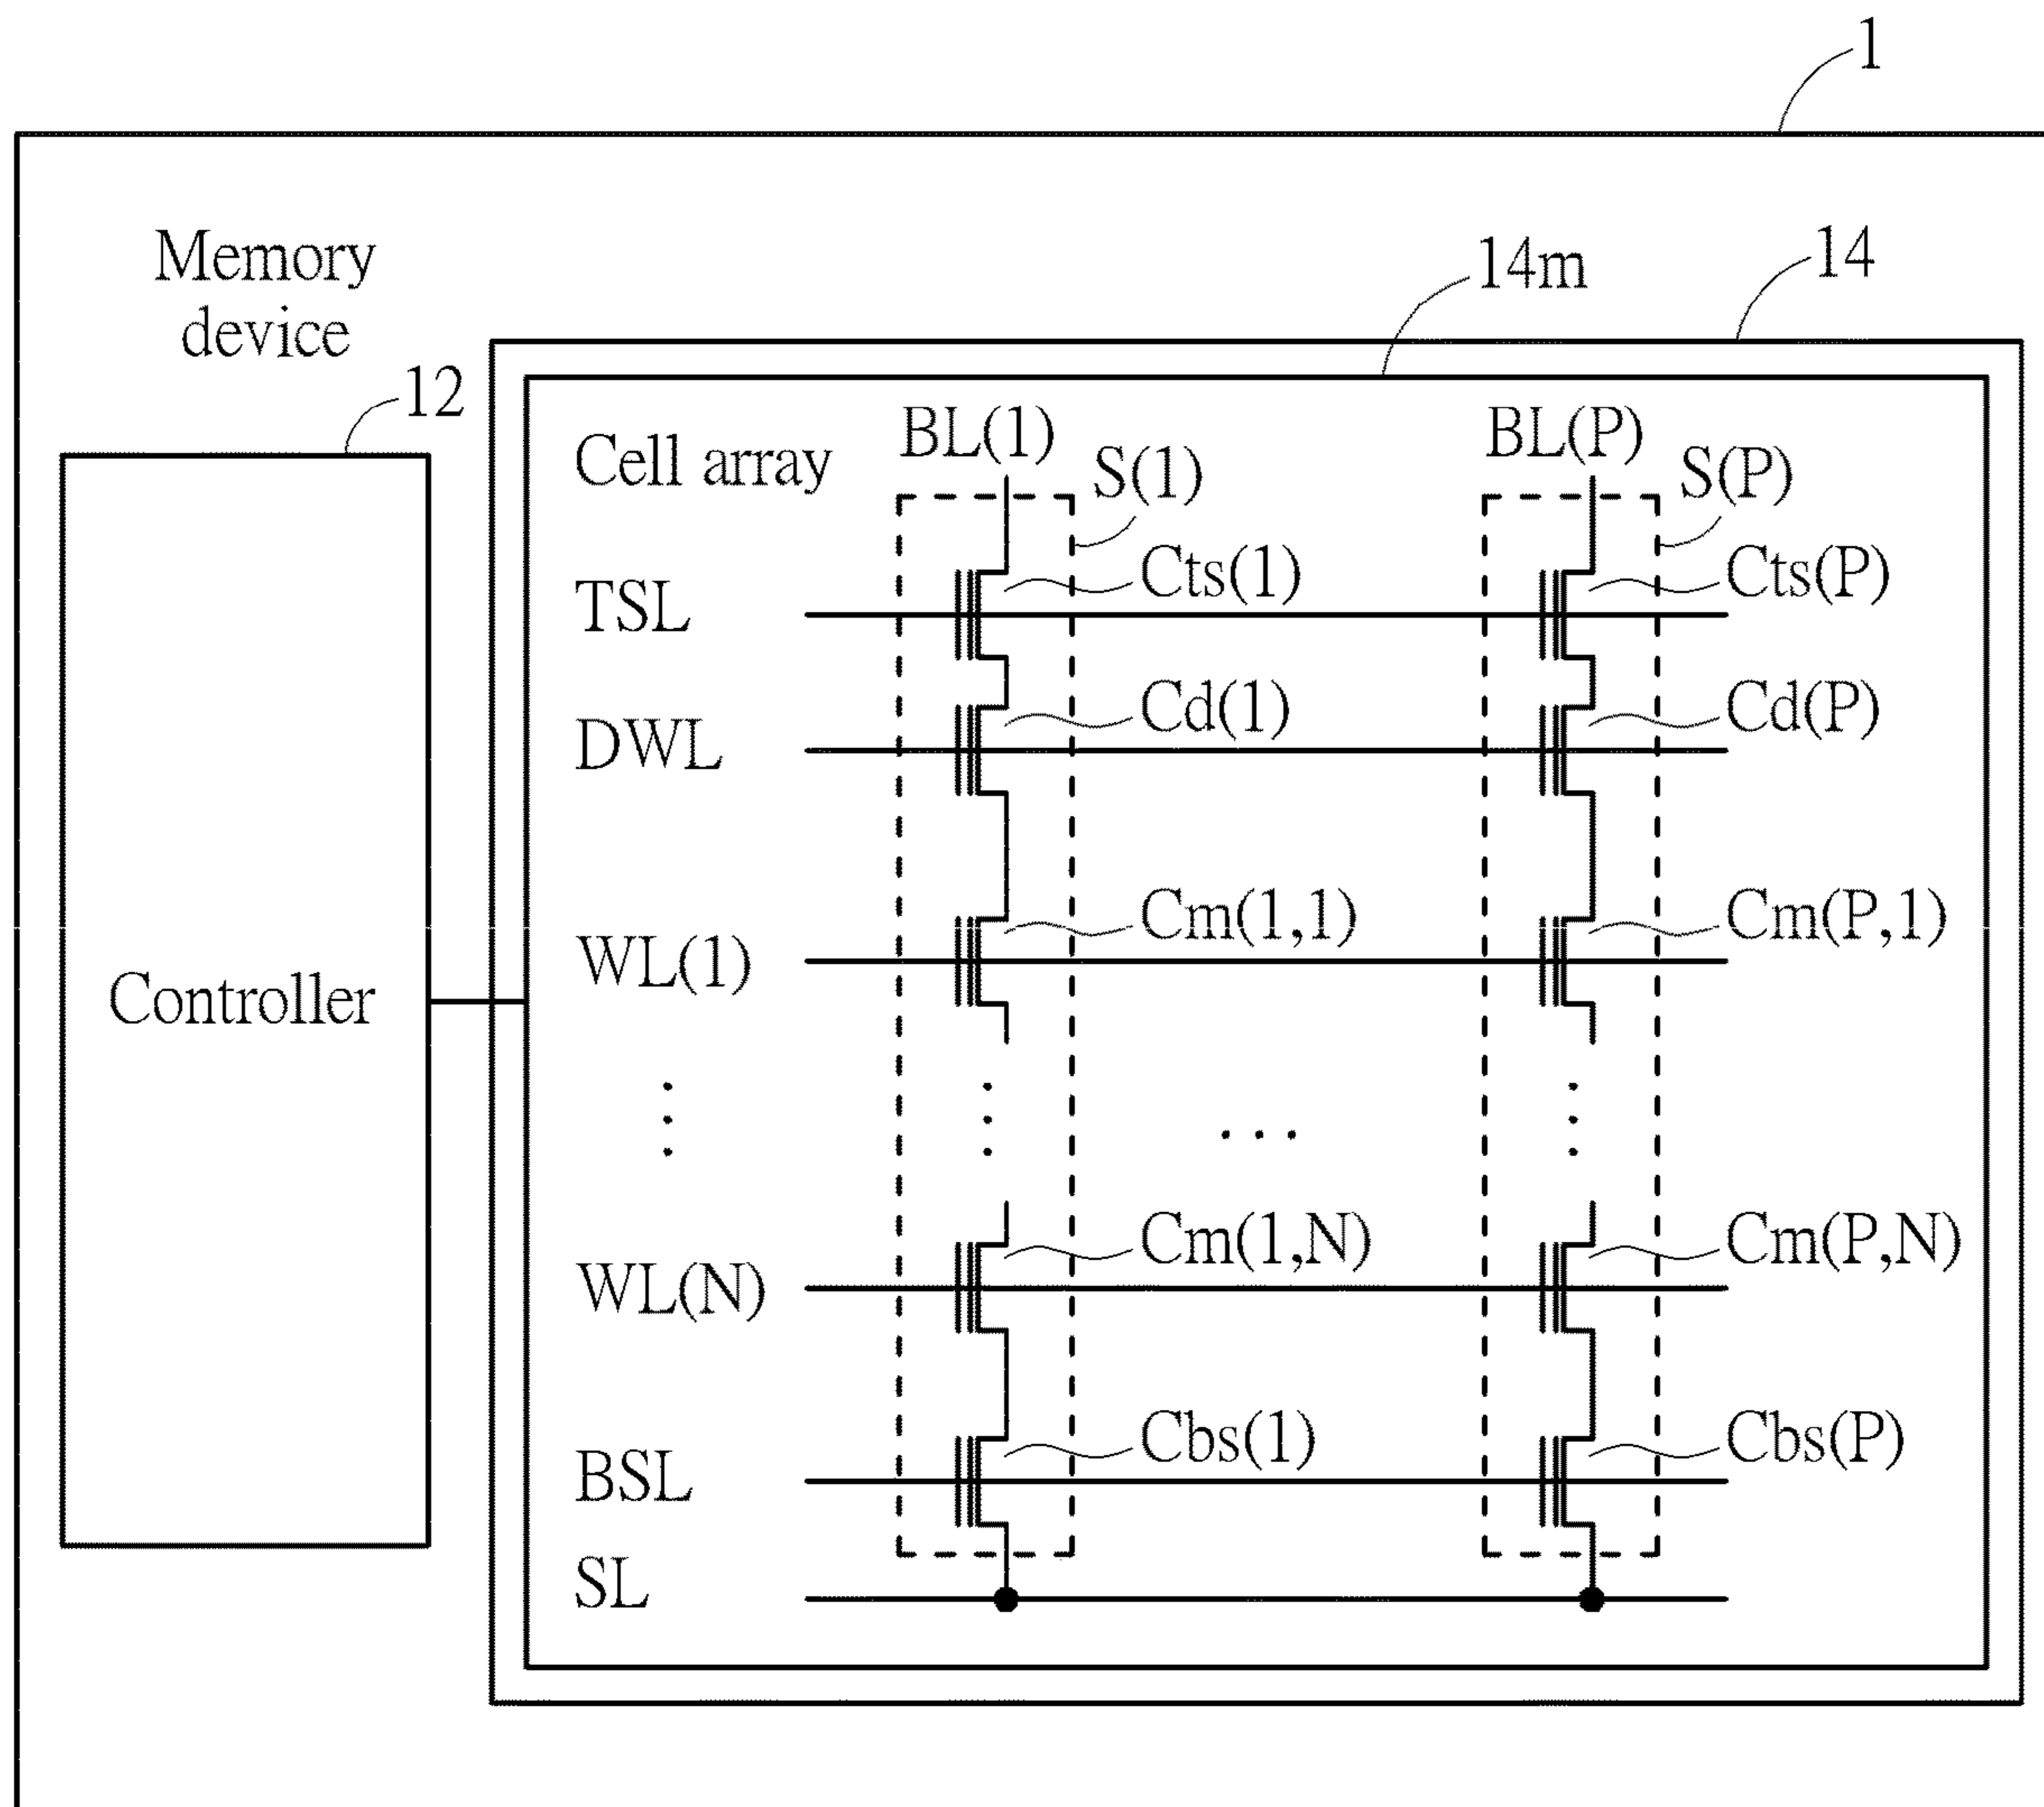 1
Memory
device
14m
14
12
Cell array
BL(1)
S(1)
BL(P)
S(P)
TSL
Cts(1)
Cts(P)
DWL
Cd(1)
Cd(P)
WL(1)
Cm(1,1)
Cm(P,1)
Controller
⋮
⋮
...
⋮
WL(N)
Cm(1,N)
Cm(P,N)
BSL
Cbs(1)
Cbs(P)
SL